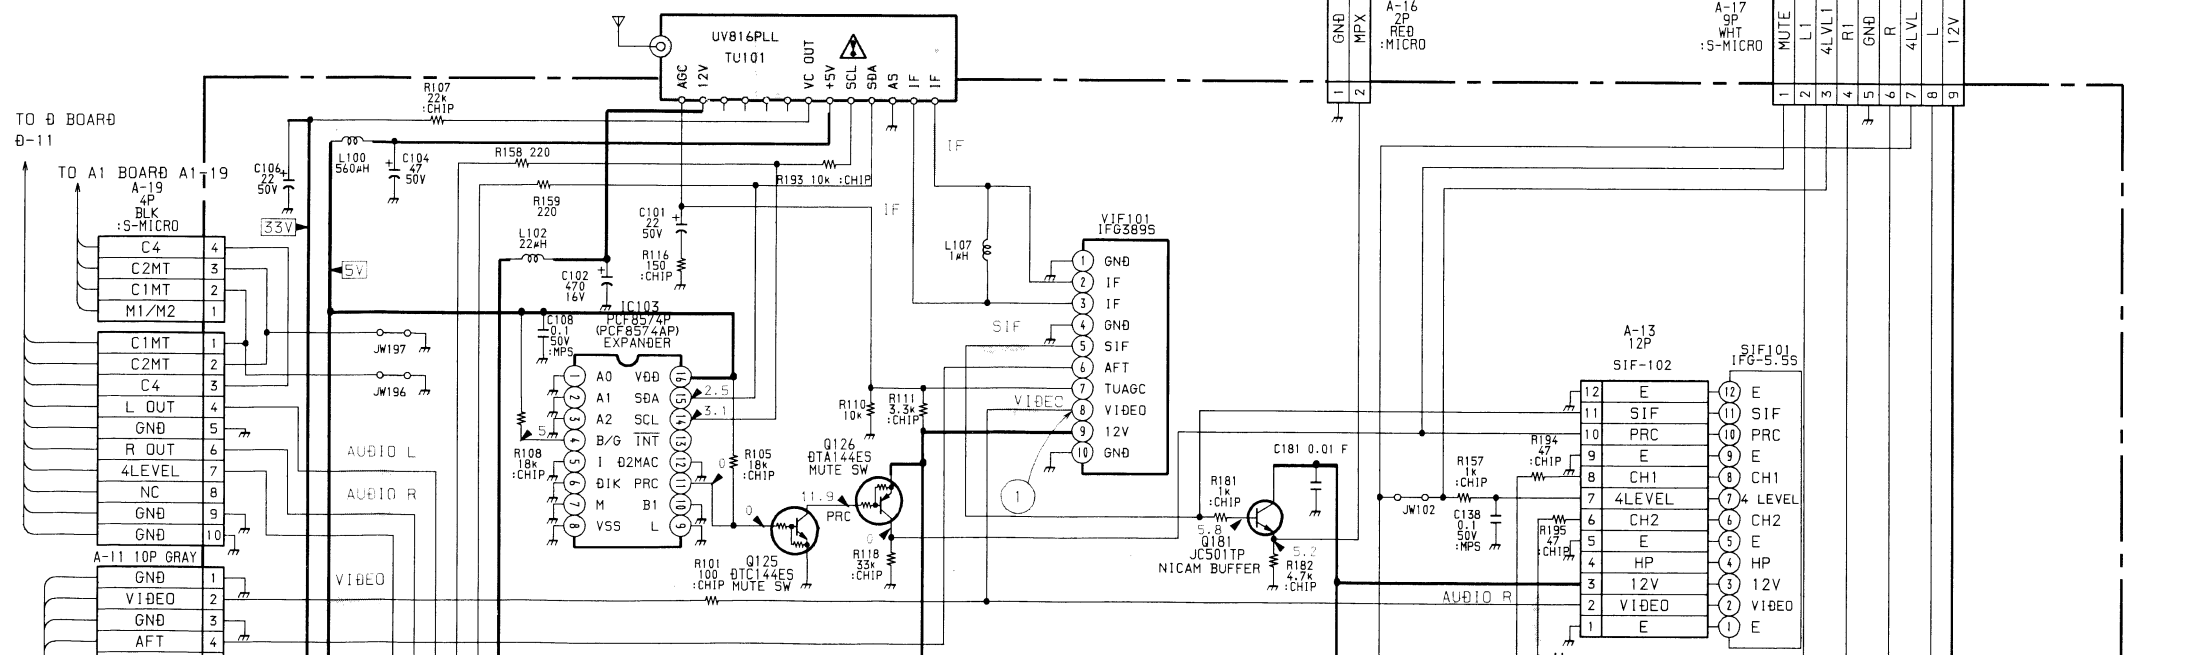 UV816PLL
TU101
AGC
12V
VC OUT
+5V
SCL
SDA
AS
IF
IF
GND
MPX
1
2
A-16
2P
RED
:MICRO
A-17
9P
WHT
:S-MICRO
MUTE
L1
4LVL1
R1
GND
R
4LVL
L
12V
1
2
3
4
5
6
7
8
9
TO D BOARD
D-11
TO A1 BOARD A1-19
A-19
4P
BLK
:S-MICRO
C4 4
C2MT 3
C1MT 2
M1/M2 1
C1MT 1
C2MT 2
C4 3
L OUT 4
GND 5
R OUT 6
4LEVEL 7
NC 8
GND 9
GND 10
A-11 10P GRAY
GND 1
VIDEO 2
GND 3
AFT 4
R107
22k
:CHIP
C106
22
50V
+
33V
L100
560µH
+
C104
47
50V
5V
R158 220
R193 10k :CHIP
R159
220
L102
22µH
C101
22
50V
+
R116
150
:CHIP
C102
470
16V
+
IF
IF
JW197
JW196
AUDIO L
AUDIO R
VIDEO
IC103
PCF8574P
(PCF8574AP)
EXPANDER
C108
0.1
50V
:MPS
1 A0 VDD 16
2 A1 SDA 15
3 A2 SCL 14
4 B/G INT 13
5 I D2MAC 12
6 DIK PRC 11
7 M B1 10
8 VSS L 9
2.5
3.1
5
R108
18k
:CHIP
R105
18k
:CHIP
0
0
R101
100
:CHIP
Q125
DTC144ES
MUTE SW
11.9
PRC
Q126
DTA144ES
MUTE SW
R110
10k
R111
3.3k
:CHIP
0
R118
33k
:CHIP
L107
1µH
VIF101
IFG389S
1 GND
2 IF
3 IF
4 GND
5 SIF
6 AFT
7 TUAGC
8 VIDEO
9 12V
10 GND
SIF
VIDEO
1
R181
1k
:CHIP
5.8
Q181
JC501TP
NICAM BUFFER
C181 0.01 F
5.2
R182
4.7k
:CHIP
JW102
R157
1k
:CHIP
C138
0.1
50V
:MPS
R194
47
:CHIP
R195
47
:CHIP
AUDIO R
A-13
12P
SIF-102
SIF101
IFG-5.5S
12 E 12 E
11 SIF 11 SIF
10 PRC 10 PRC
9 E 9 E
8 CH1 8 CH1
7 4LEVEL 7 4 LEVEL
6 CH2 6 CH2
5 E 5 E
4 HP 4 HP
3 12V 3 12V
2 VIDEO 2 VIDEO
1 E 1 E